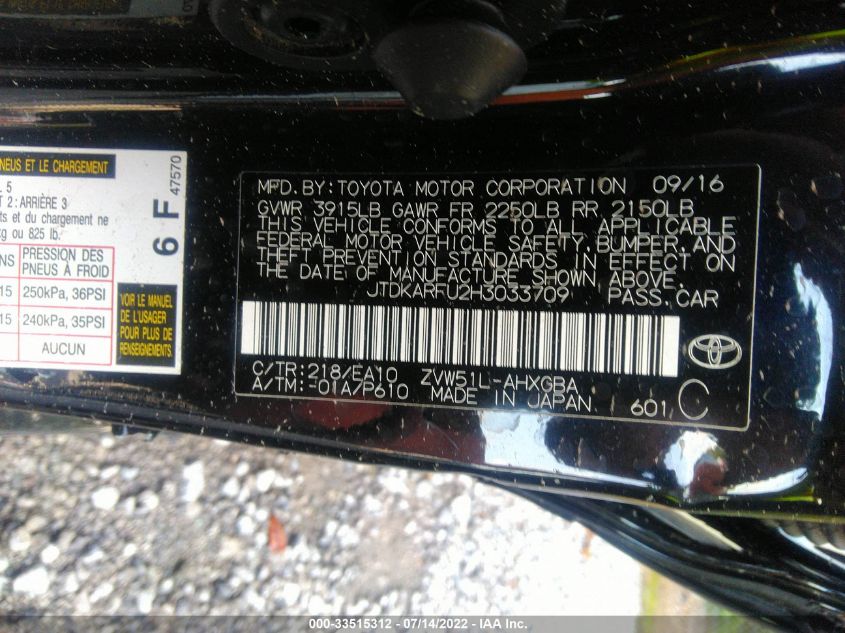 NEUS ET LE CHARGEMENT
5
2: ARRIÈRE 3
et du chargement ne
ou 825 lb.
PRESSION DES
PNEUS À FROID
15 250kPa, 36PSI
15 240kPa, 35PSI
AUCUN
VOIR LE MANUEL
DE L'USAGER
POUR PLUS DE
RENSEIGNEMENTS
6 F
47570
MFD. BY: TOYOTA MOTOR CORPORATION 09/16
GVWR 3915LB GAWR FR 2250LB RR 2150LB
THIS VEHICLE CONFORMS TO ALL APPLICABLE
FEDERAL MOTOR VEHICLE SAFETY, BUMPER, AND
THEFT PREVENTION STANDARDS IN EFFECT ON
THE DATE OF MANUFACTURE SHOWN ABOVE.
JTDKARFU2H3033709 PASS. CAR
C/TR: 218/EA10 ZVW51L-AHXGBA
A/TM: -01A/P610 MADE IN JAPAN 601 C
000-33515312 - 07/14/2022 - IAA Inc.